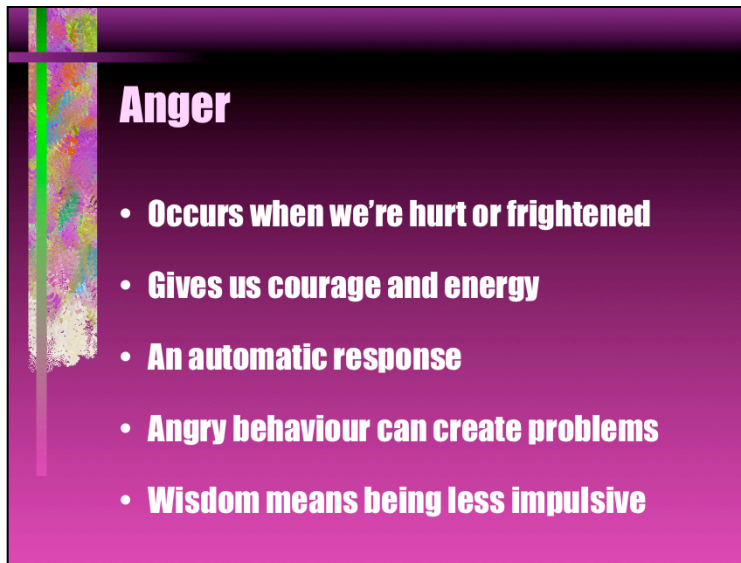 Anger
• Occurs when we’re hurt or frightened
• Gives us courage and energy
• An automatic response
• Angry behaviour can create problems
• Wisdom means being less impulsive